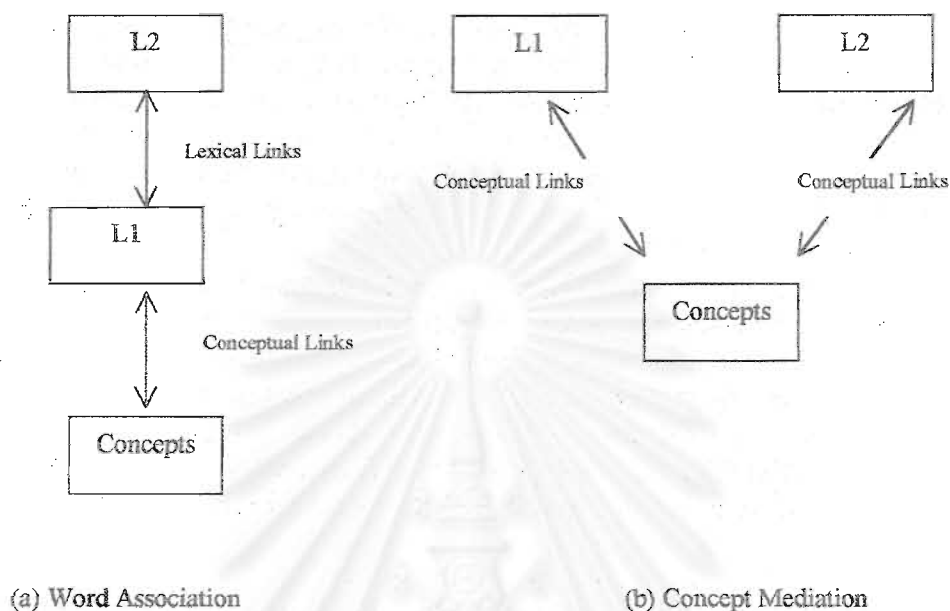 L2
Lexical Links
L1
Conceptual Links
Concepts
(a) Word Association
L1
L2
Conceptual Links
Conceptual Links
Concepts
(b) Concept Mediation